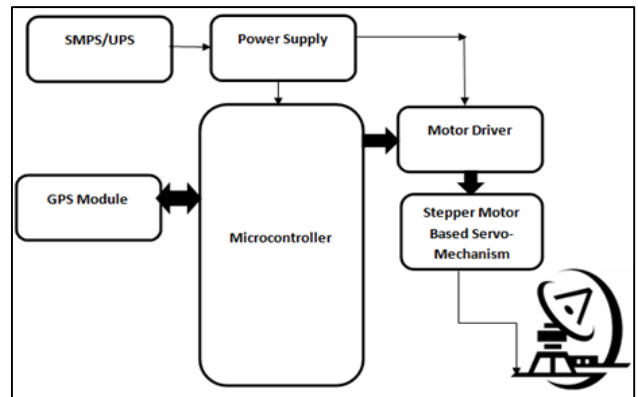 SMPS/UPS
Power Supply
Motor Driver
GPS Module
Microcontroller
Stepper Motor
Based Servo-
Mechanism